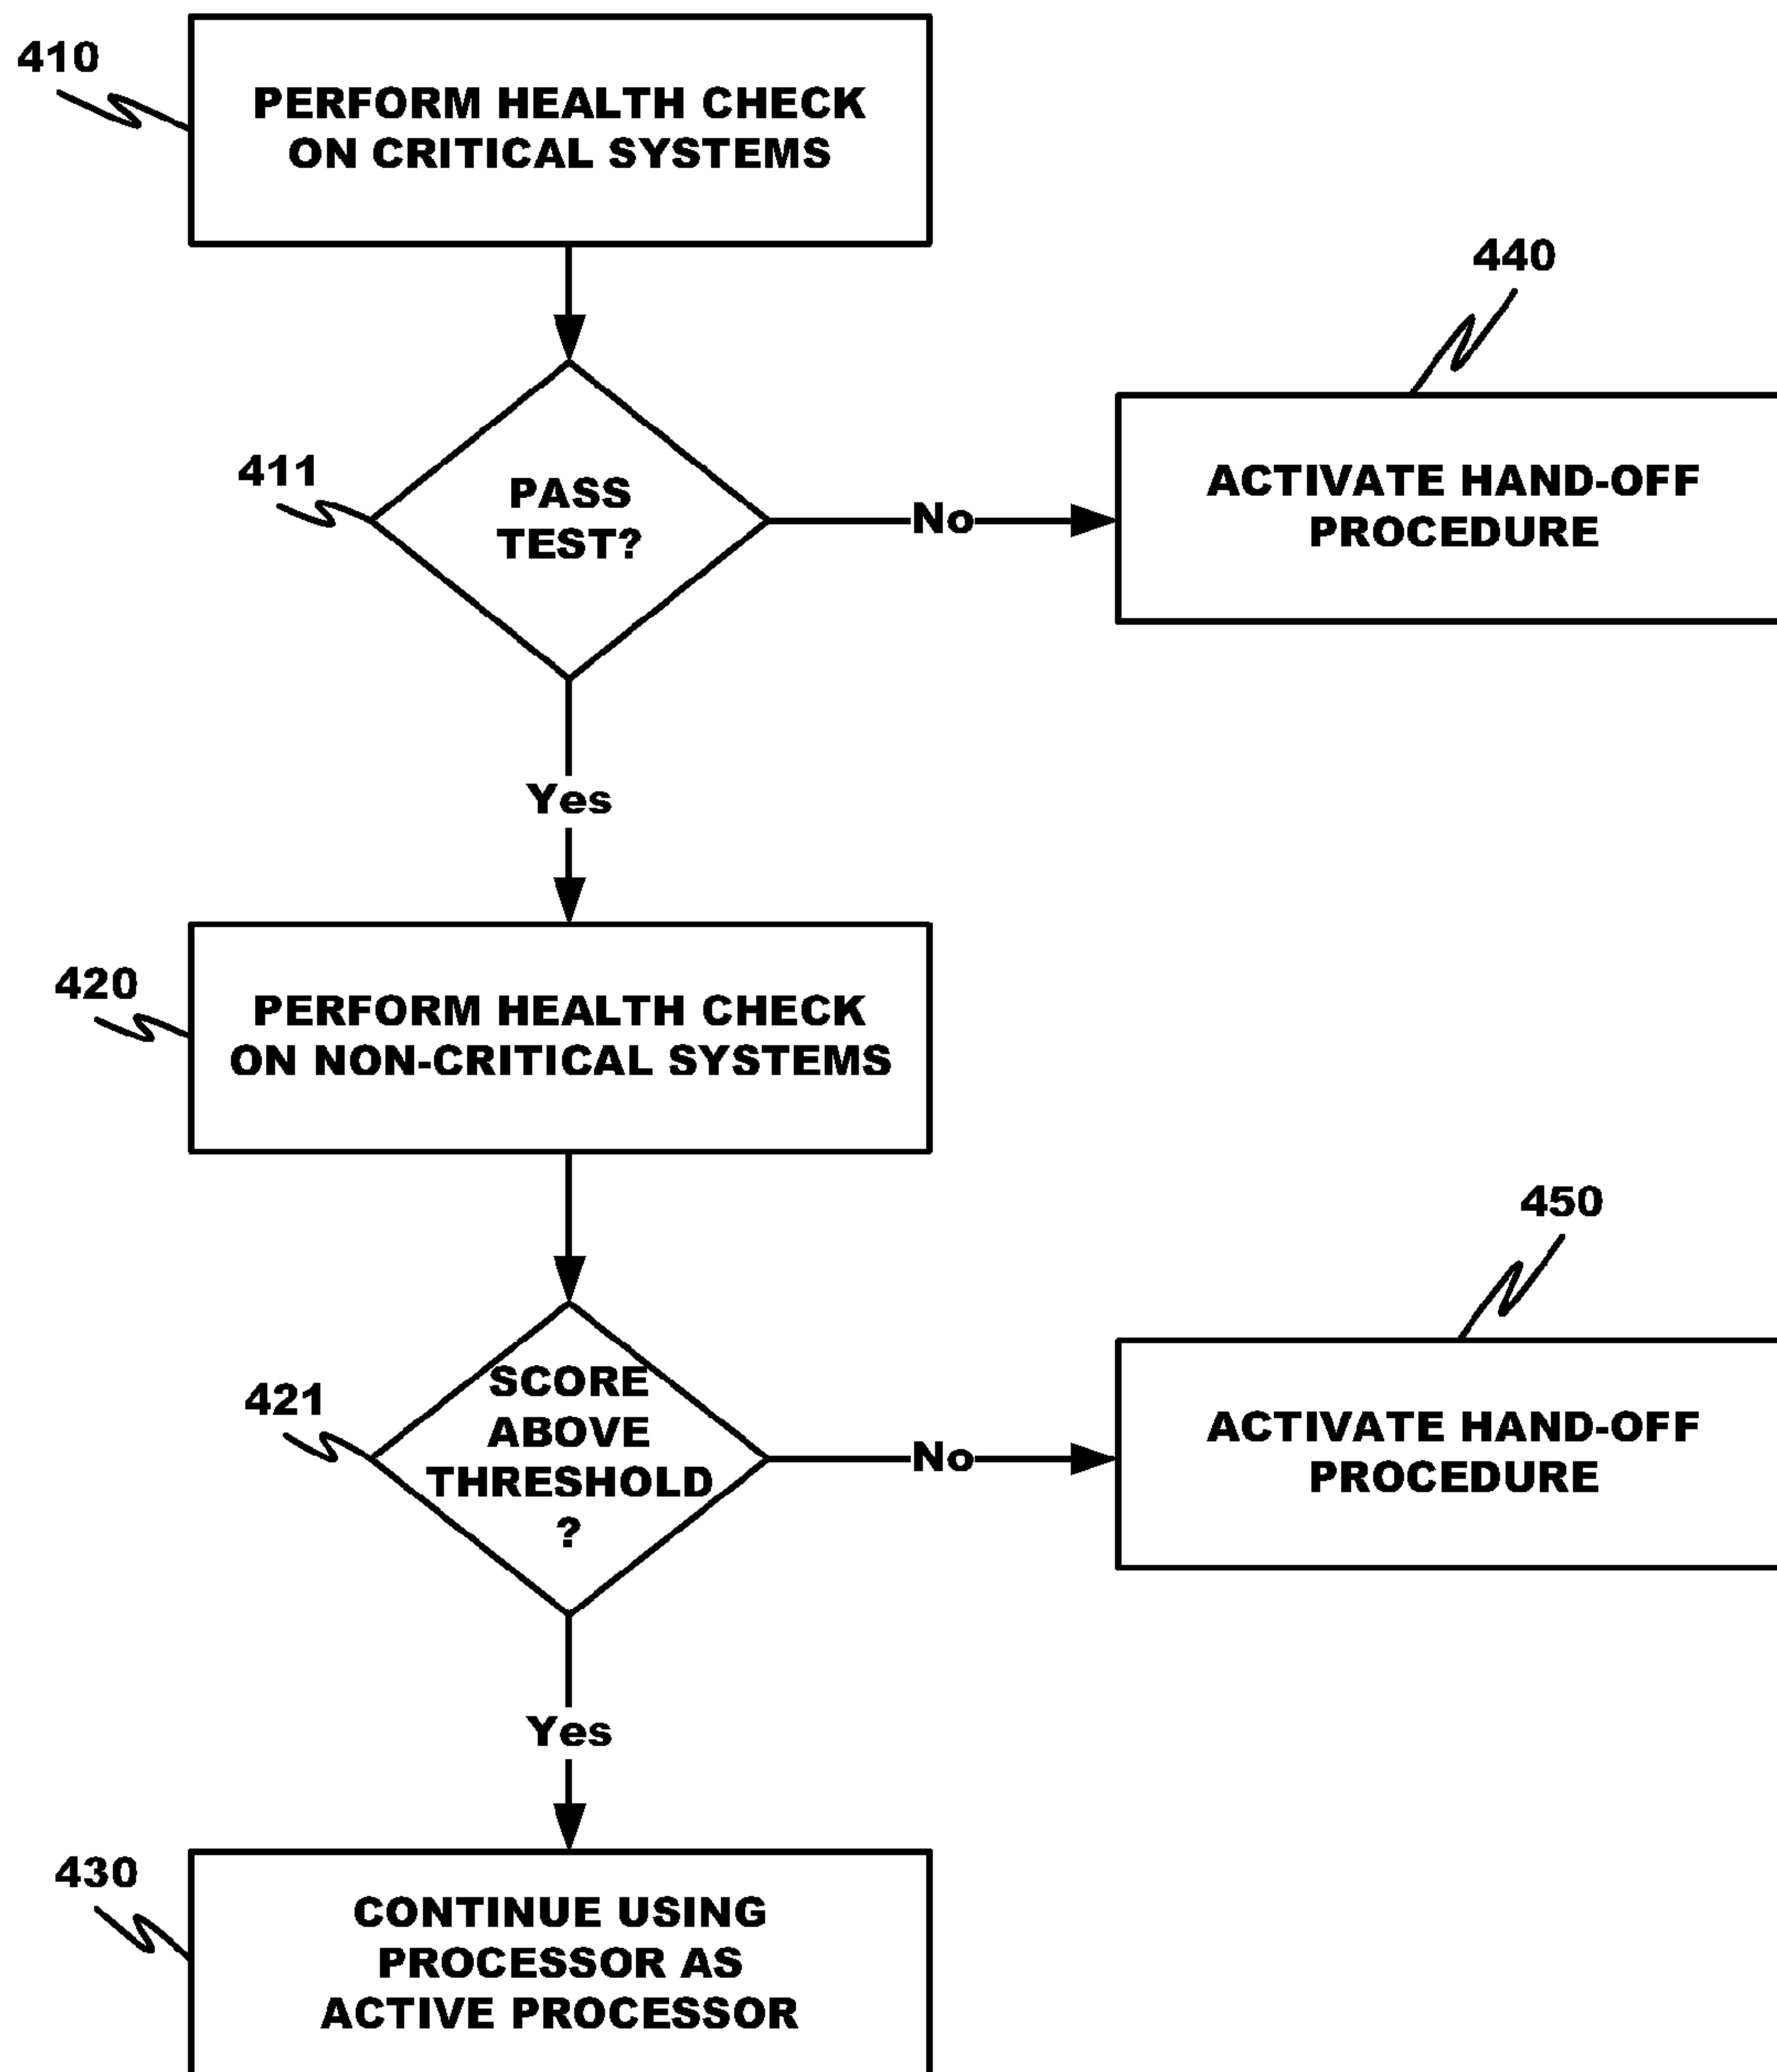 410
PERFORM HEALTH CHECK
ON CRITICAL SYSTEMS
440
411
PASS
TEST?
No
ACTIVATE HAND-OFF
PROCEDURE
Yes
420
PERFORM HEALTH CHECK
ON NON-CRITICAL SYSTEMS
450
421
SCORE
ABOVE
THRESHOLD
?
No
ACTIVATE HAND-OFF
PROCEDURE
Yes
430
CONTINUE USING
PROCESSOR AS
ACTIVE PROCESSOR